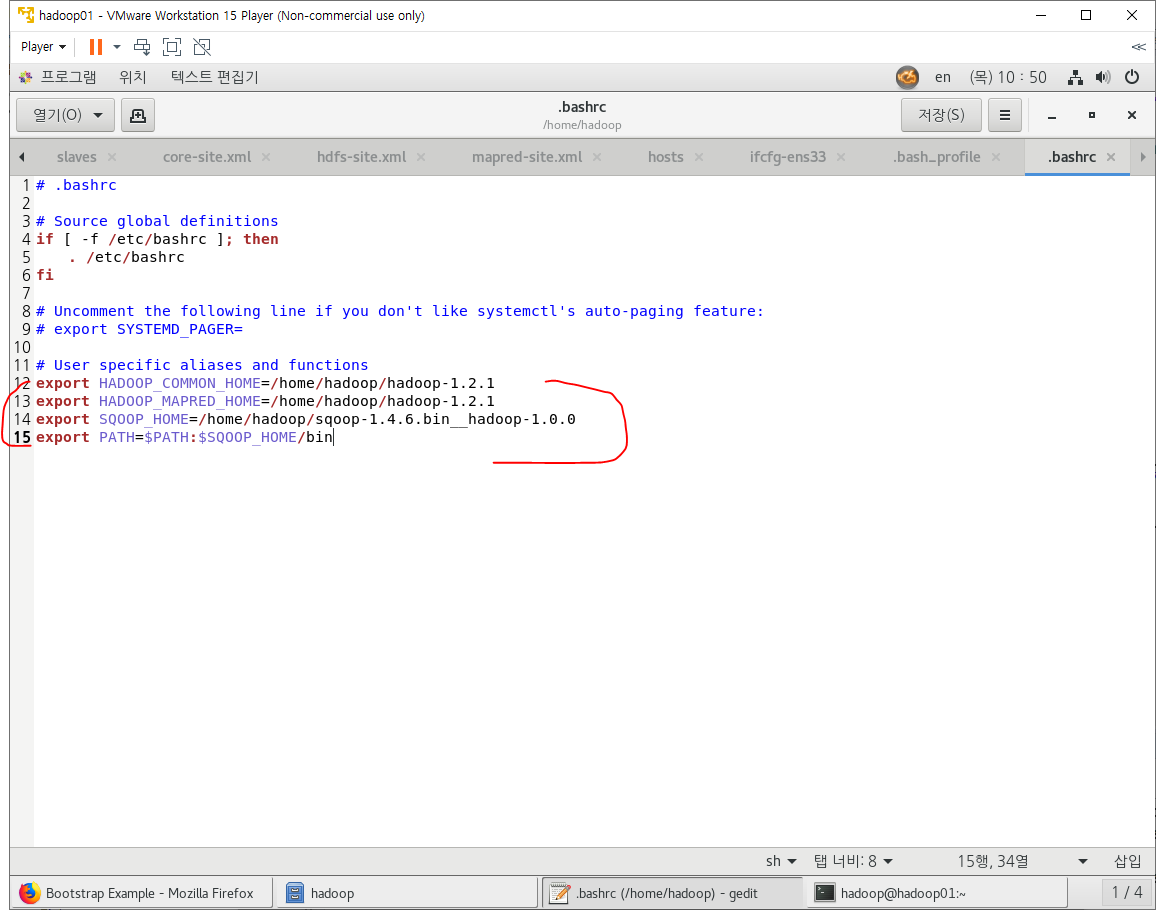 hadoop01 - VMware Workstation 15 Player (Non-commercial use only)
Player
프로그램 위치 텍스트 편집기 en (목) 10 : 50
열기(O) .bashrc 저장(S)
/home/hadoop
slaves core-site.xml hdfs-site.xml mapred-site.xml hosts ifcfg-ens33 .bash_profile .bashrc
1 # .bashrc
2
3 # Source global definitions
4 if [ -f /etc/bashrc ]; then
5 . /etc/bashrc
6 fi
7
8 # Uncomment the following line if you don't like systemctl's auto-paging feature:
9 # export SYSTEMD_PAGER=
10
11 # User specific aliases and functions
12 export HADOOP_COMMON_HOME=/home/hadoop/hadoop-1.2.1
13 export HADOOP_MAPRED_HOME=/home/hadoop/hadoop-1.2.1
14 export SQOOP_HOME=/home/hadoop/sqoop-1.4.6.bin__hadoop-1.0.0
15 export PATH=$PATH:$SQOOP_HOME/bin
sh 탭 너비: 8 15행, 34열 삽입
Bootstrap Example - Mozilla Firefox hadoop .bashrc (/home/hadoop) - gedit hadoop@hadoop01:~ 1 / 4